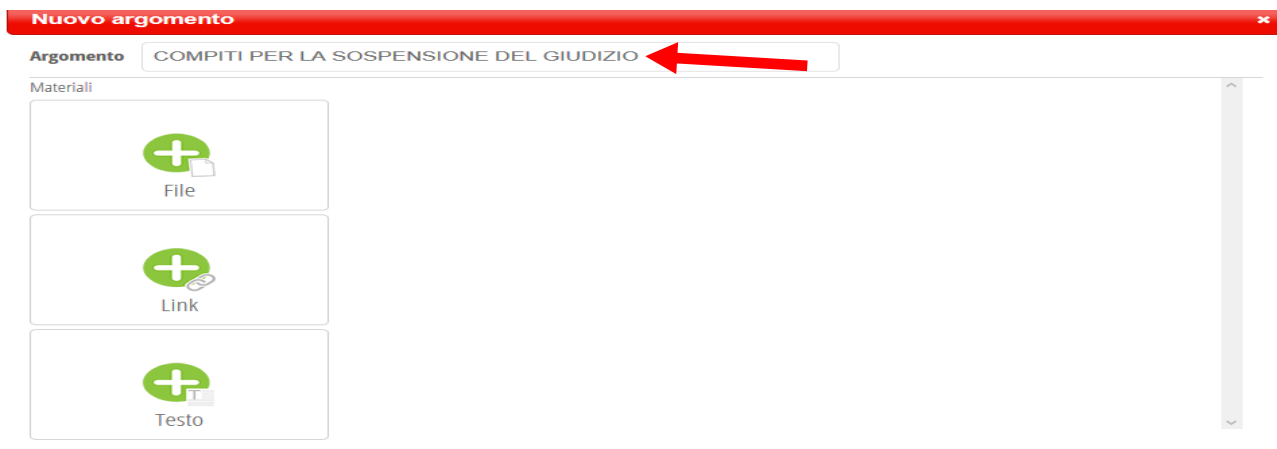 Nuovo argomento
Argomento COMPITI PER LA SOSPENSIONE DEL GIUDIZIO
Materiali
File
Link
T
Testo